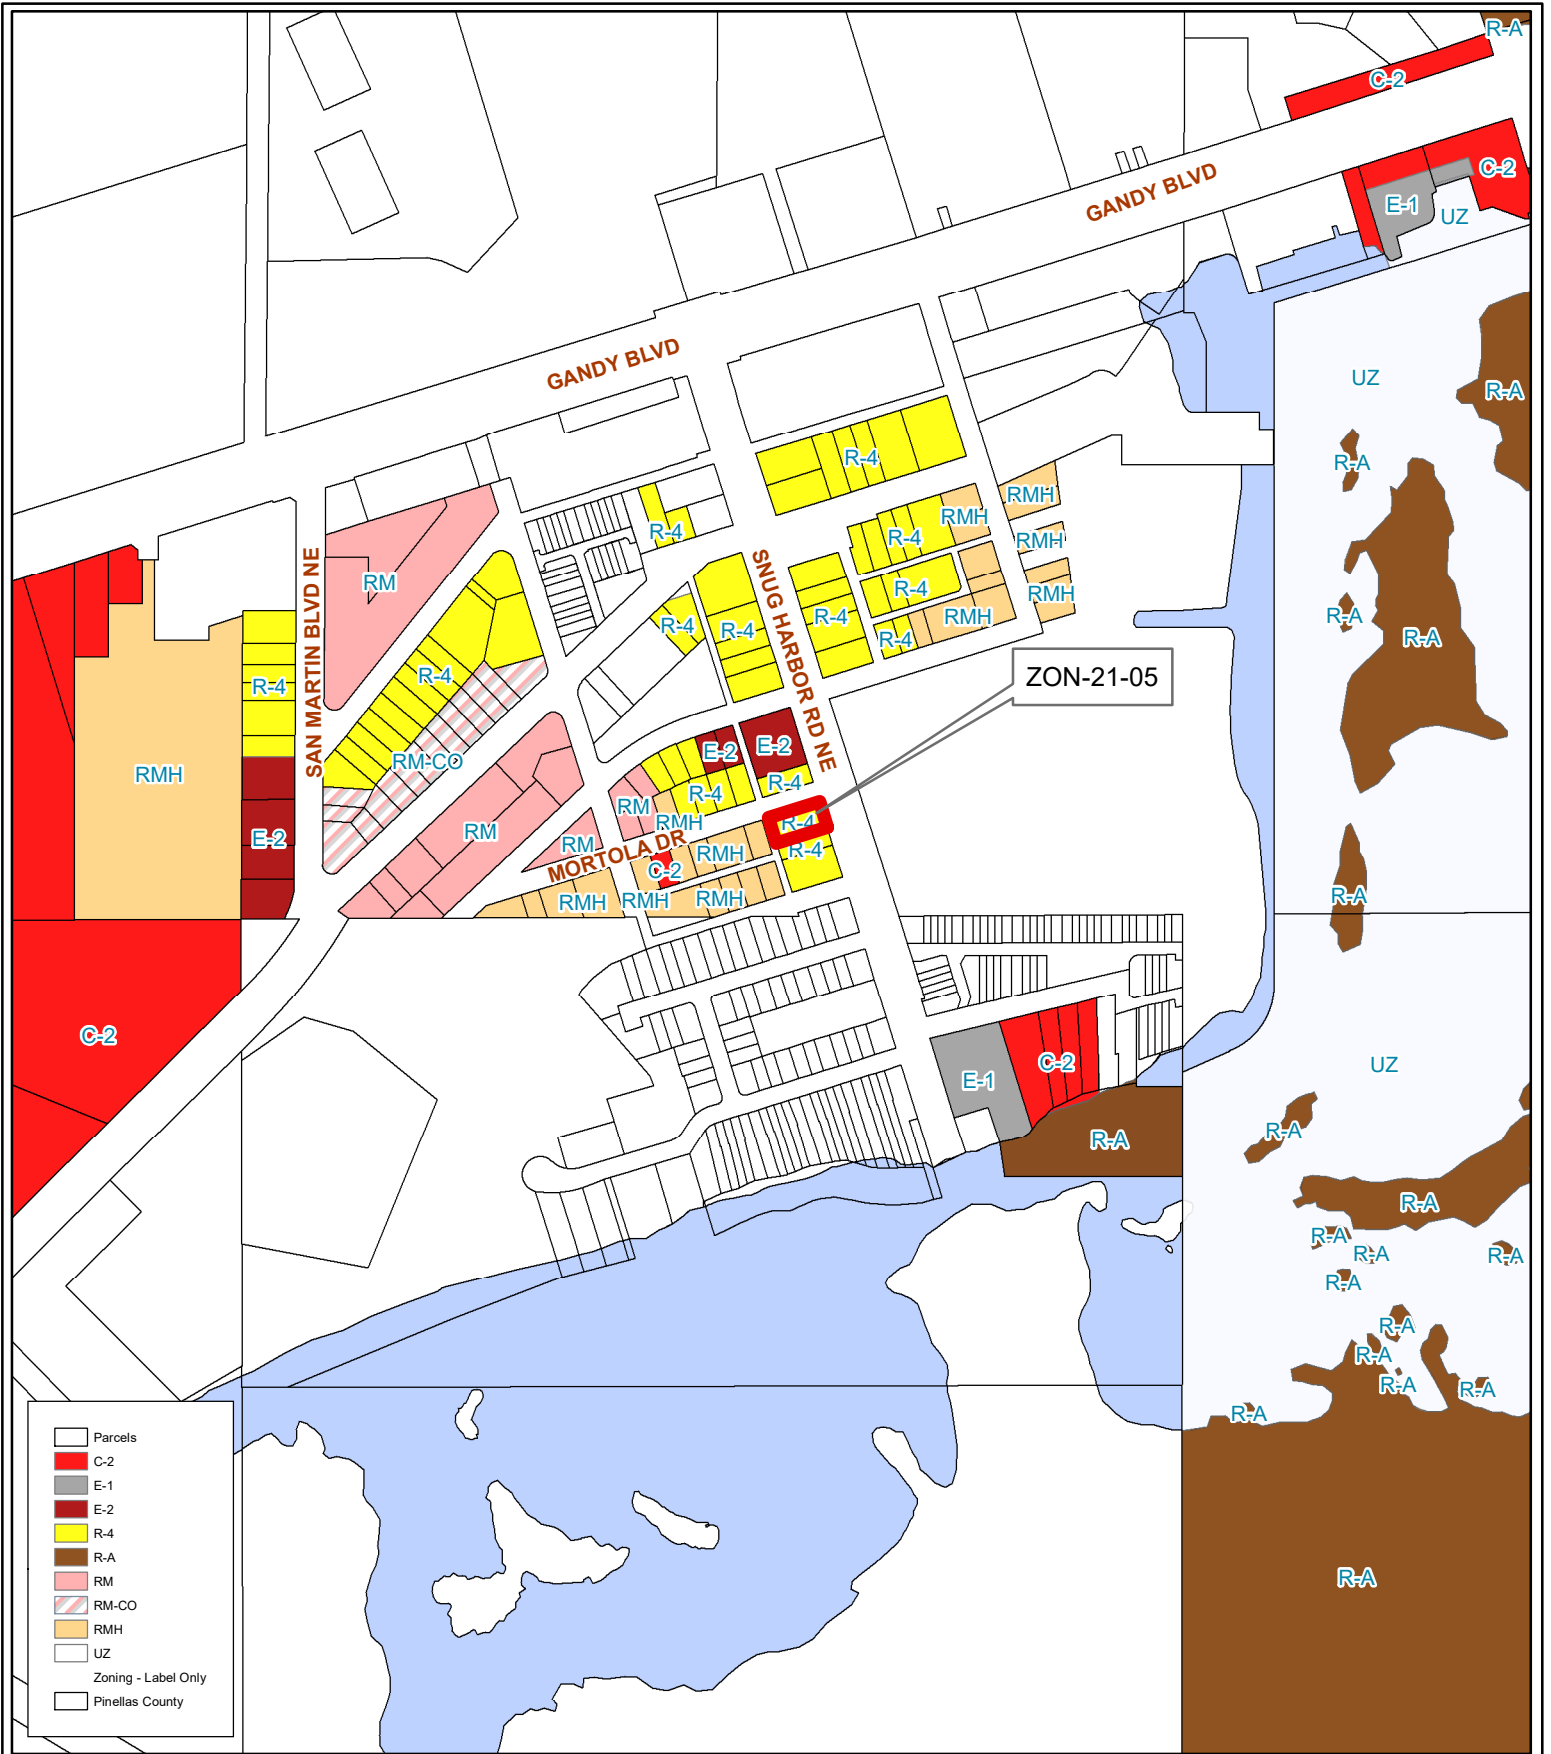 R-A
C-2
C-2
GANDY BLVD
E-1
UZ
GANDY BLVD
UZ
R-A
R-4
R-A
RMH
RMH
R-4
R-4
RMH
SAN MARTIN BLVD NE
RM
SNUG HARBOR RD NE
R-4
RMH
R-4
R-4
R-4
RMH
R-A
R-4
R-A
R-4
R-4
ZON-21-05
RM-CO
E-2
E-2
RMH
R-4
R-4
RM
RMH
R-4
RM
E-2
RM
MORTOLA DR
R-4
RMH
C-2
RMH
RMH
RMH
R-A
C-2
C-2
UZ
E-1
R-A
R-A
R-A
R-A
R-A
R-A
R-A
R-A
R-A
R-A
R-A
R-A
R-A
Parcels
C-2
E-1
E-2
R-4
R-A
RM
RM-CO
RMH
UZ
Zoning - Label Only
Pinellas County